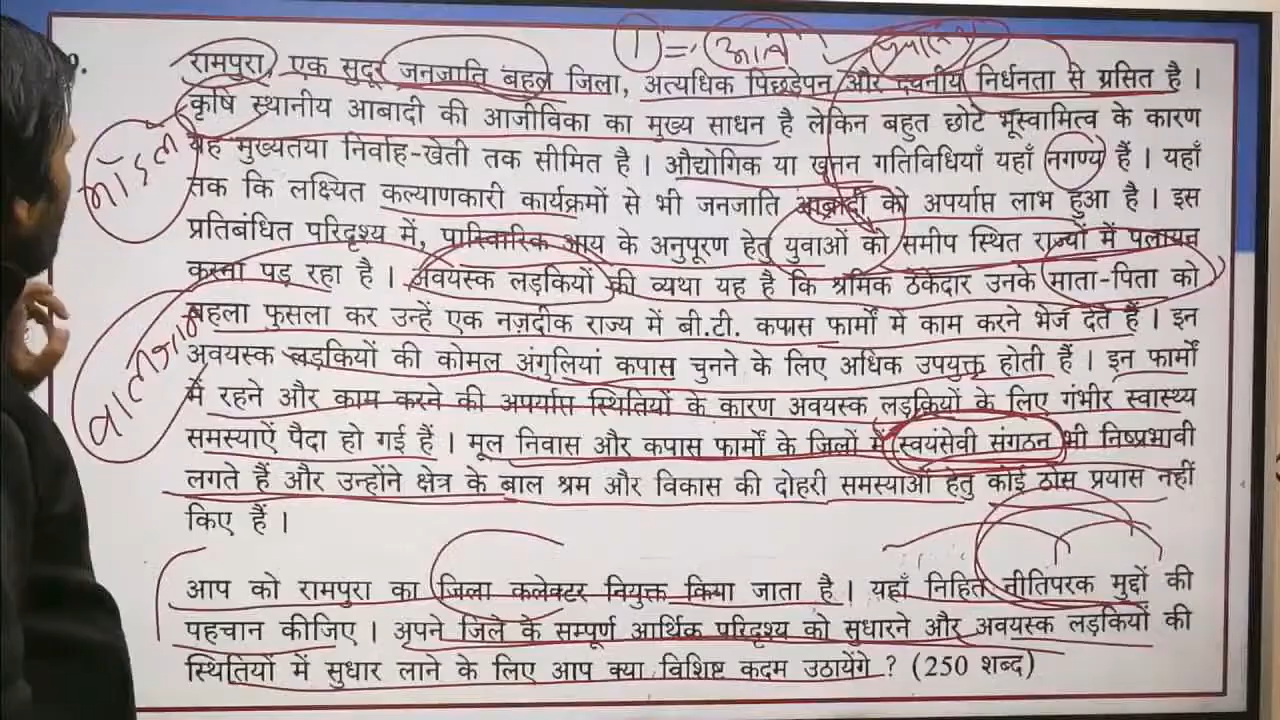 9.
① = आले
रामपुरा, एक सुदूर जनजाति बहुल जिला, अत्यधिक पिछड़ेपन और दयनीय निर्धनता से ग्रसित है ।
कृषि स्थानीय आबादी की आजीविका का मुख्य साधन है लेकिन बहुत छोटे भूस्वामित्व के कारण
यह मुख्यतया निर्वाह-खेती तक सीमित है । औद्योगिक या खनन गतिविधियाँ यहाँ नगण्य हैं । यहाँ
तक कि लक्ष्यित कल्याणकारी कार्यक्रमों से भी जनजाति आबादी को अपर्याप्त लाभ हुआ है । इस
प्रतिबंधित परिदृश्य में, पारिवारिक आय के अनुपूरण हेतु युवाओं को समीप स्थित राज्यों में पलायन
करना पड़ रहा है । अवयस्क लड़कियों की व्यथा यह है कि श्रमिक ठेकेदार उनके माता-पिता को
बहला फुसला कर उन्हें एक नज़दीक राज्य में बी.टी. कपास फार्मों में काम करने भेज देते हैं । इन
अवयस्क लड़कियों की कोमल अंगुलियां कपास चुनने के लिए अधिक उपयुक्त होती हैं । इन फार्मों
में रहने और काम करने की अपर्याप्त स्थितियों के कारण अवयस्क लड़कियों के लिए गंभीर स्वास्थ्य
समस्याऐं पैदा हो गई हैं । मूल निवास और कपास फार्मों के जिलों में स्वयंसेवी संगठन भी निष्प्रभावी
लगते हैं और उन्होंने क्षेत्र के बाल श्रम और विकास की दोहरी समस्याओं हेतु कोई ठोस प्रयास नहीं
किए हैं ।
आप को रामपुरा का जिला कलेक्टर नियुक्त किया जाता है । यहाँ निहित नीतिपरक मुद्दों की
पहचान कीजिए । अपने जिले के सम्पूर्ण आर्थिक परिदृश्य को सुधारने और अवयस्क लड़कियों की
स्थितियों में सुधार लाने के लिए आप क्या विशिष्ट कदम उठायेंगे ? (250 शब्द)